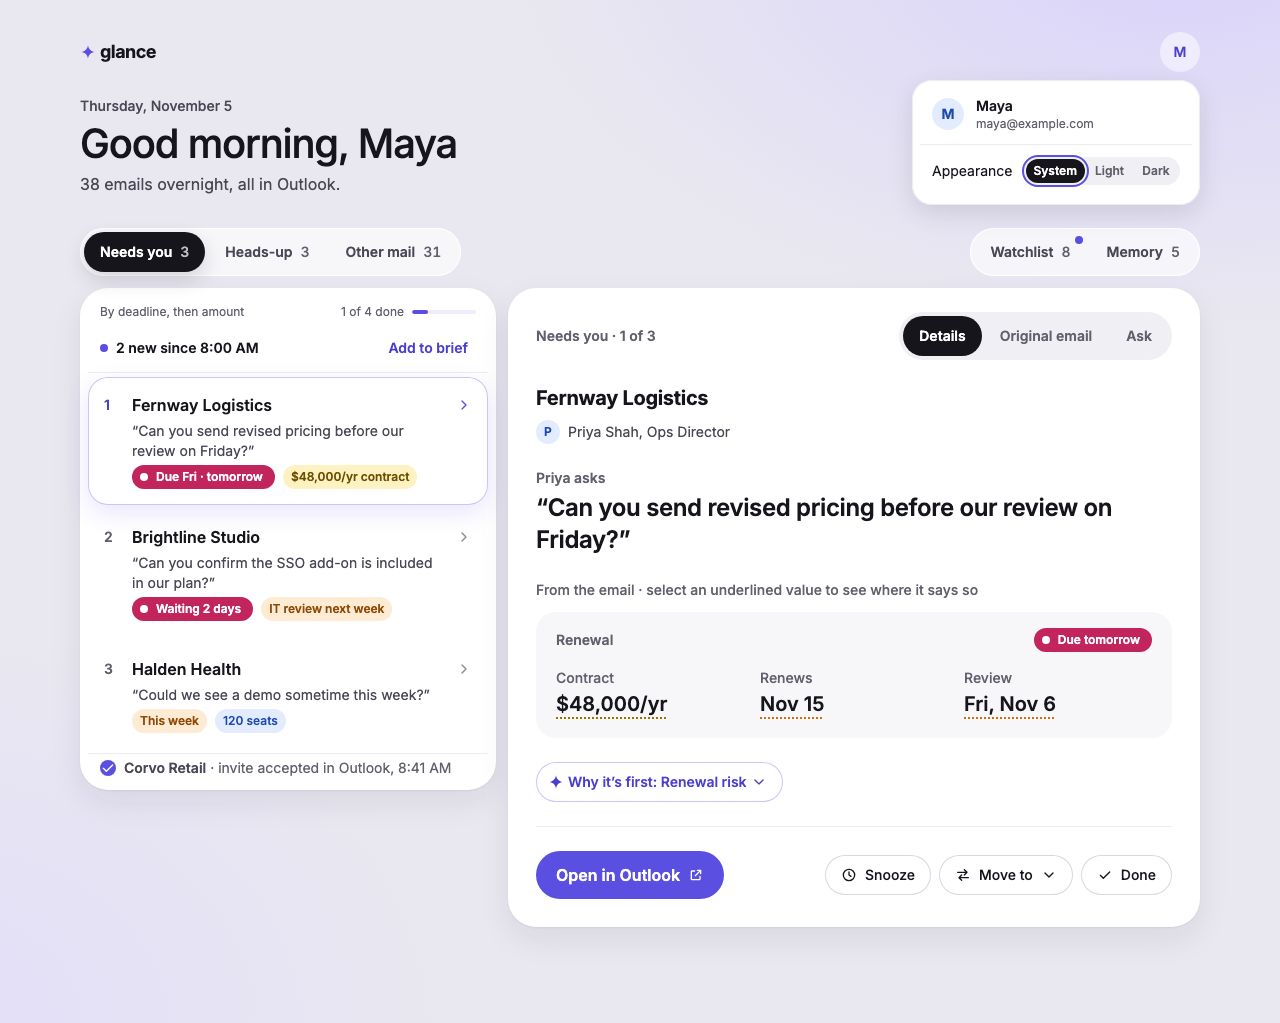 glance
M
Thursday, November 5
Good morning, Maya
38 emails overnight, all in Outlook.
M
Maya
maya@example.com
Appearance
System
Light
Dark
Needs you 3
Heads-up 3
Other mail 31
Watchlist 8
Memory 5
By deadline, then amount
1 of 4 done
2 new since 8:00 AM
Add to brief
1
Fernway Logistics
“Can you send revised pricing before our
review on Friday?”
Due Fri · tomorrow
$48,000/yr contract
2
Brightline Studio
“Can you confirm the SSO add-on is included
in our plan?”
Waiting 2 days
IT review next week
3
Halden Health
“Could we see a demo sometime this week?”
This week
120 seats
Corvo Retail · invite accepted in Outlook, 8:41 AM
Needs you · 1 of 3
Details
Original email
Ask
Fernway Logistics
P
Priya Shah, Ops Director
Priya asks
“Can you send revised pricing before our review on
Friday?”
From the email · select an underlined value to see where it says so
Renewal
Due tomorrow
Contract
$48,000/yr
Renews
Nov 15
Review
Fri, Nov 6
Why it’s first: Renewal risk
Open in Outlook
Snooze
Move to
Done